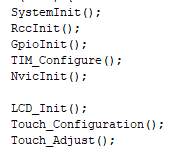 SystemInit();
RccInit();
GpioInit();
TIM_Configure();
NvicInit();
LCD_Init();
Touch_Configuration();
Touch_Adjust();